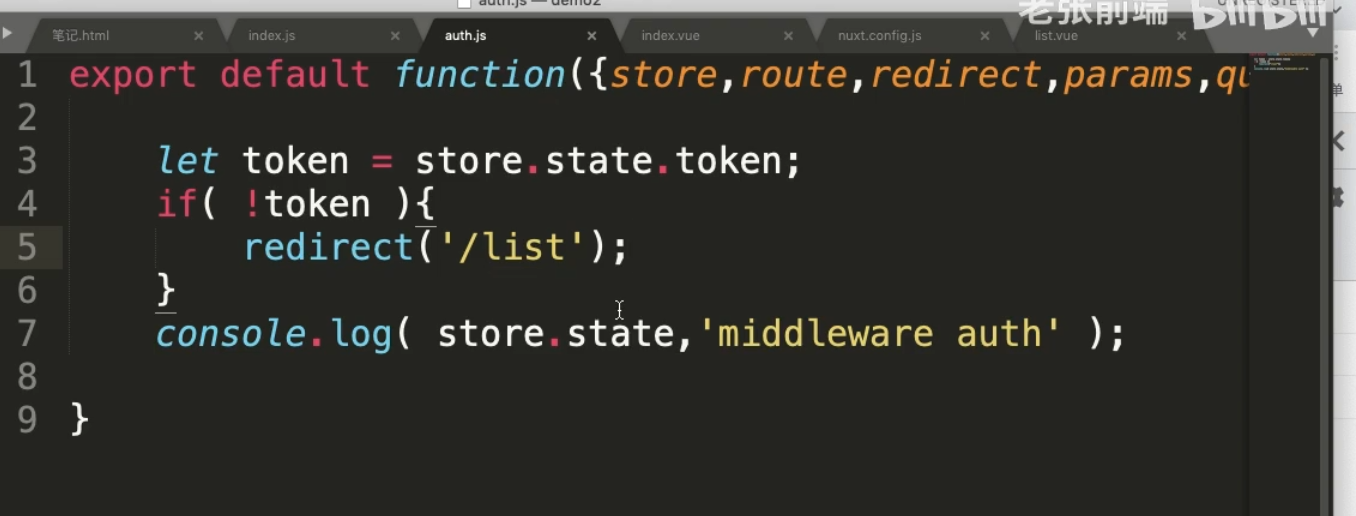 auth.js — demo2
老张前端 bilibili
笔记.html × index.js × auth.js × index.vue × nuxt.config.js × list.vue ×
1 export default function({store,route,redirect,params,qu
2
3 let token = store.state.token;
4 if( !token ){
5 redirect('/list');
6 }
7 console.log( store.state,'middleware auth' );
8
9 }
单